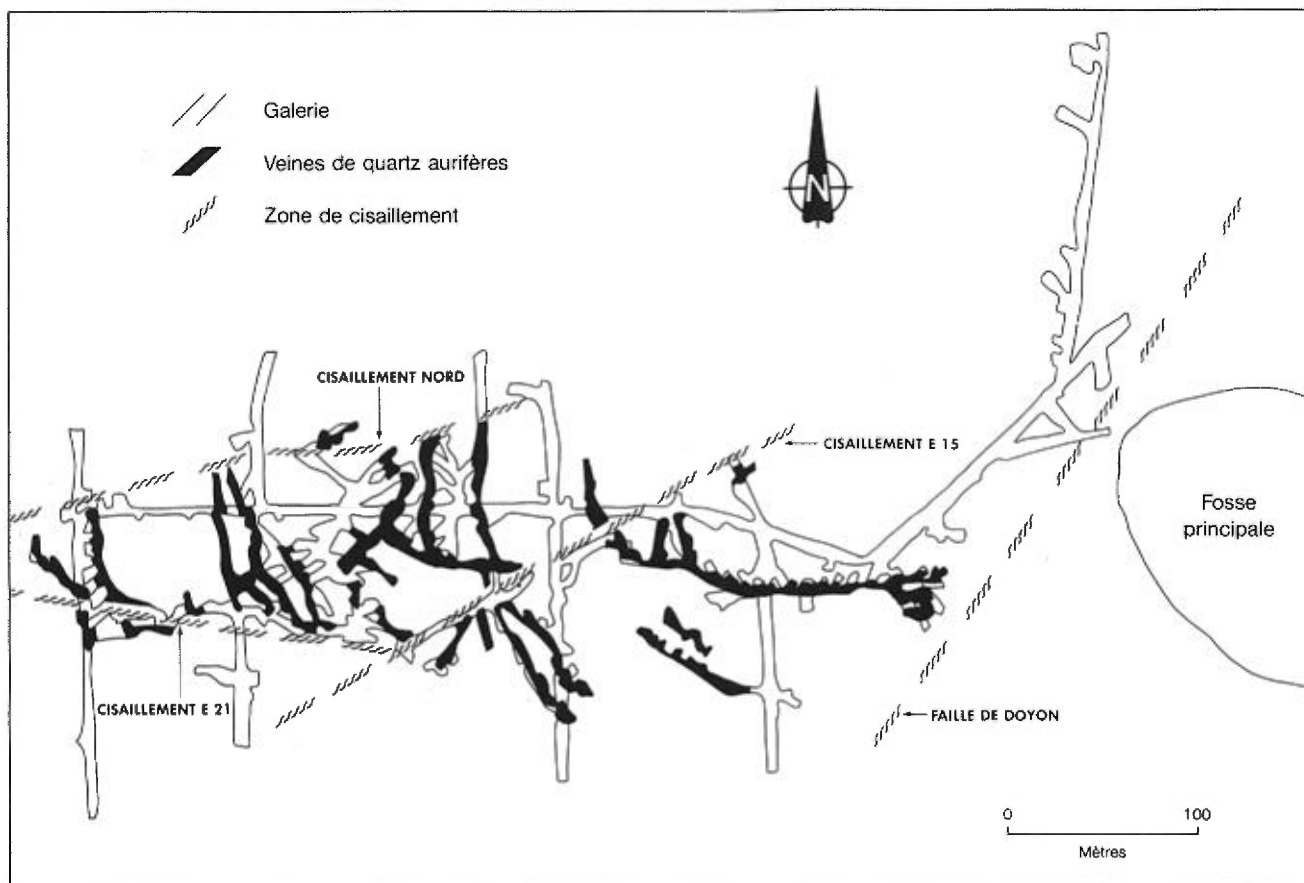 Galerie
Veines de quartz aurifères
Zone de cisaillement
N
CISAILLEMENT NORD
CISAILLEMENT E 15
Fosse
principale
CISAILLEMENT E 21
FAILLE DE DOYON
0 100
Mètres